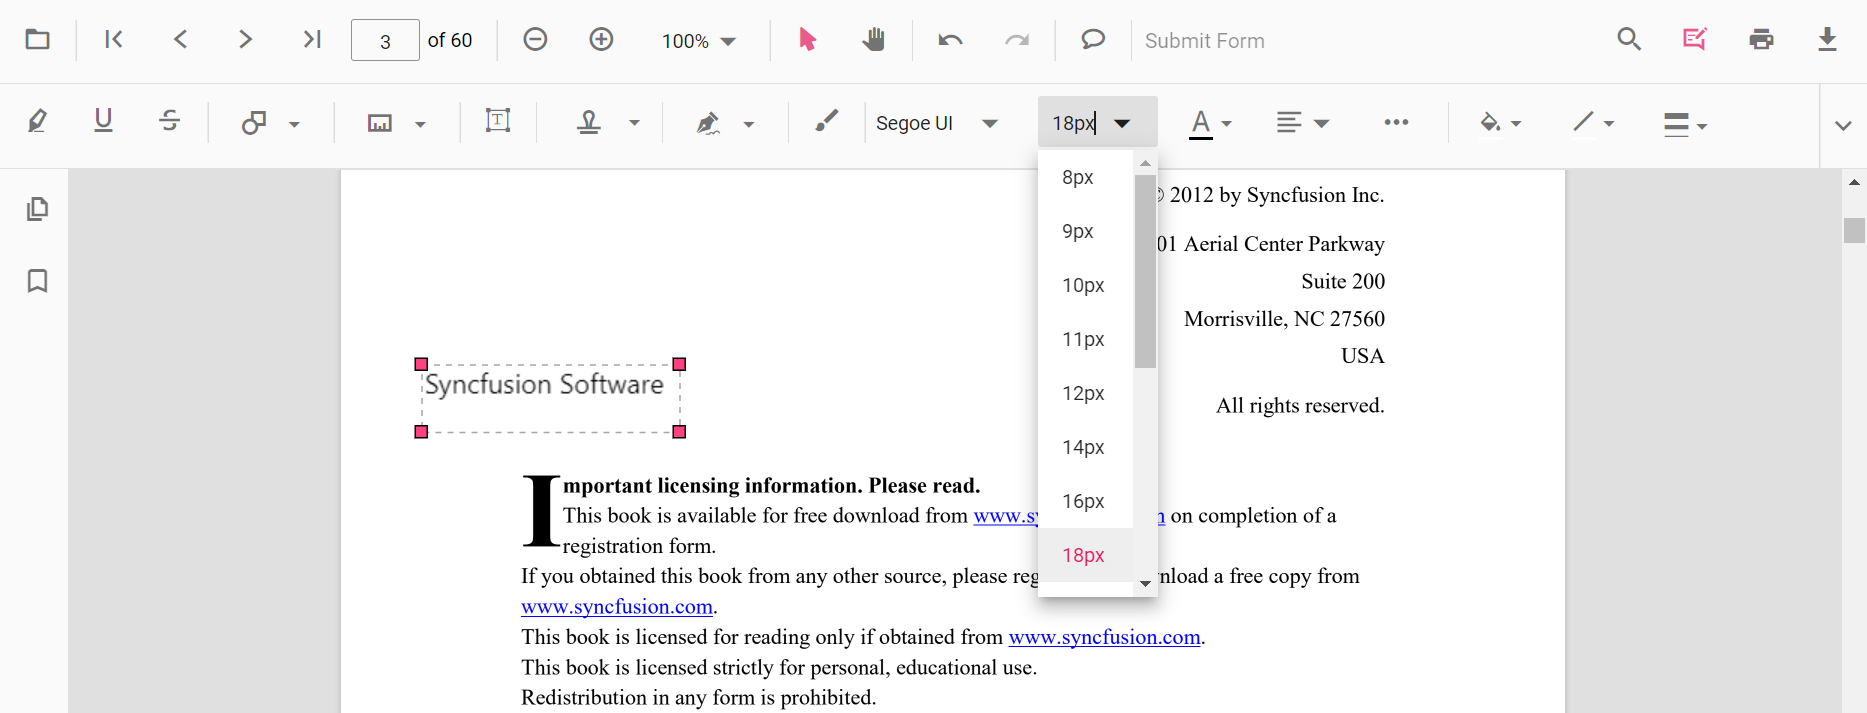 3 of 60 100% Submit Form
U S T Segoe UI 18px A
8px
9px
10px
11px
12px
14px
16px
18px
© 2012 by Syncfusion Inc.
01 Aerial Center Parkway
Suite 200
Morrisville, NC 27560
USA
All rights reserved.
Syncfusion Software
Important licensing information. Please read.
This book is available for free download from www.sy n on completion of a
registration form.
If you obtained this book from any other source, please reg nload a free copy from
www.syncfusion.com.
This book is licensed for reading only if obtained from www.syncfusion.com.
This book is licensed strictly for personal, educational use.
Redistribution in any form is prohibited.